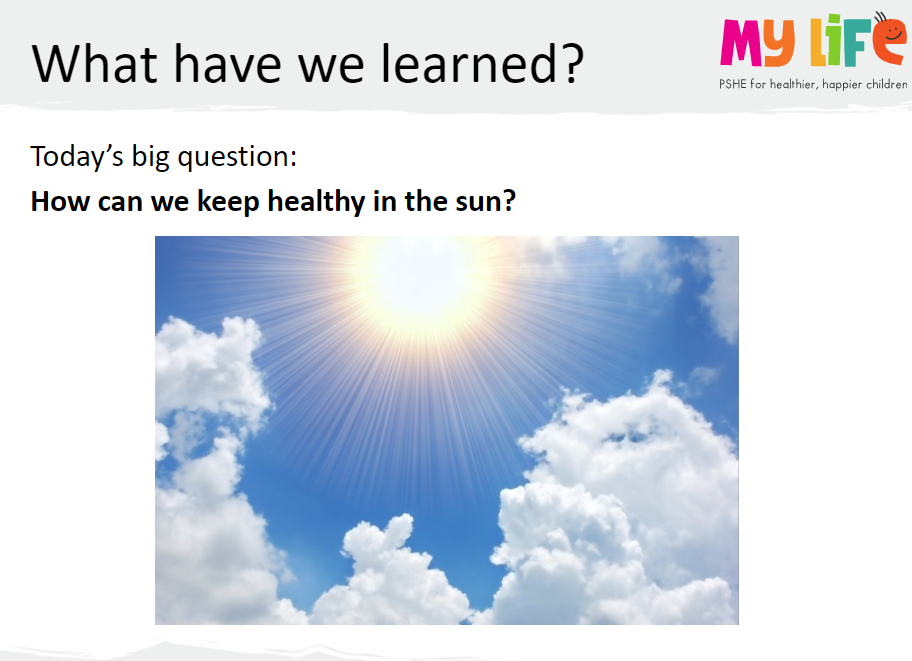 What have we learned?
MY LiFe
PSHE for healthier, happier children
Today’s big question:
How can we keep healthy in the sun?